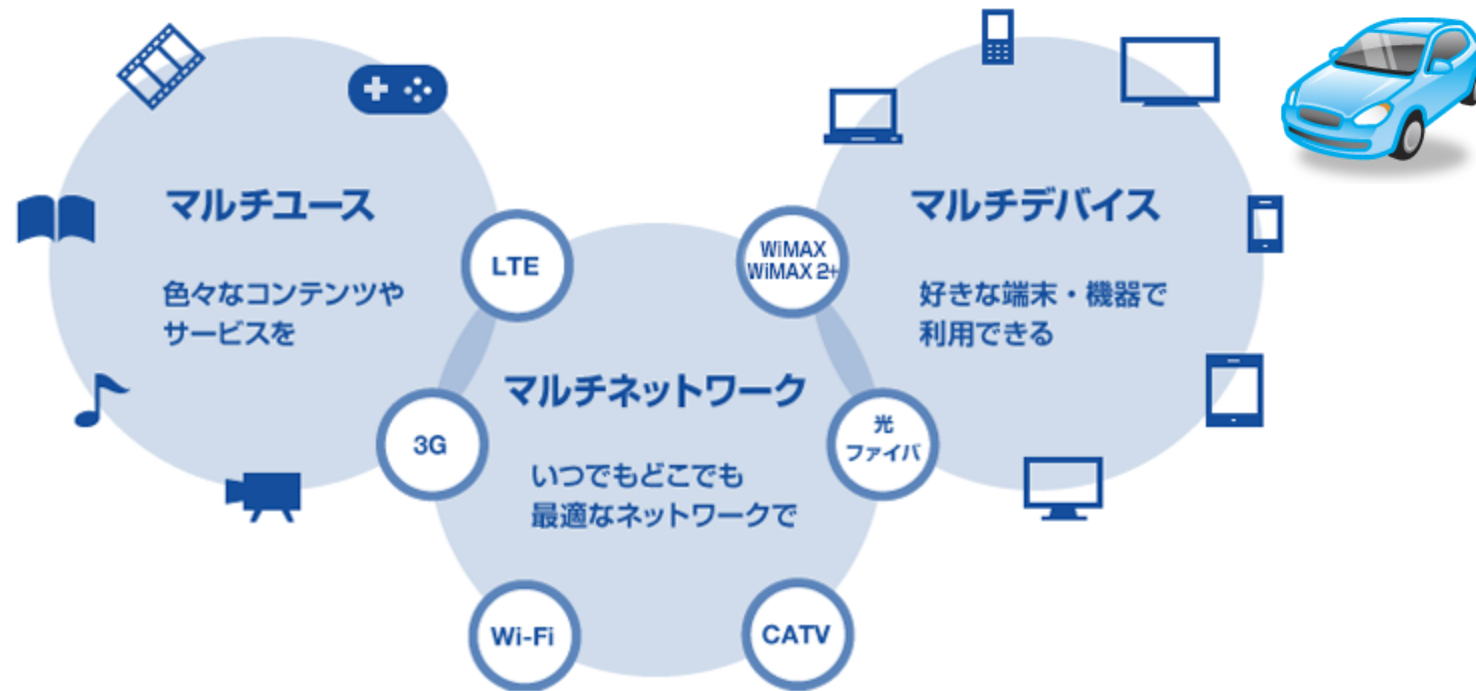 マルチユース
色々なコンテンツや
サービスを
LTE
3G
マルチネットワーク
いつでもどこでも
最適なネットワークで
Wi-Fi
CATV
WiMAX
WiMAX 2+
光
ファイバ
マルチデバイス
好きな端末・機器で
利用できる